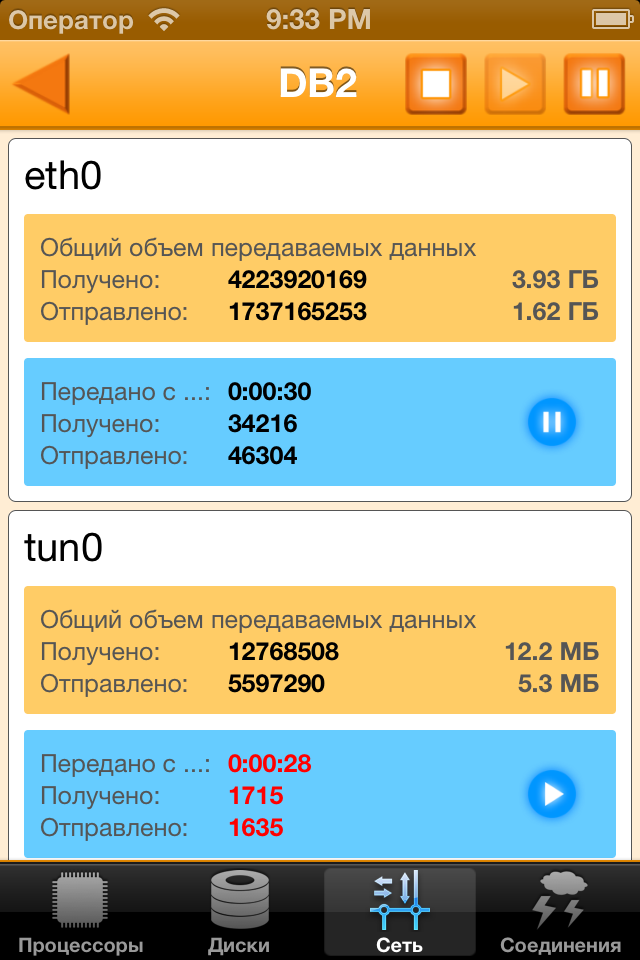 Оператор 9:33 PM
DB2
eth0
Общий объем передаваемых данных
Получено: 4223920169 3.93 ГБ
Отправлено: 1737165253 1.62 ГБ
Передано с ...: 0:00:30
Получено: 34216
Отправлено: 46304
tun0
Общий объем передаваемых данных
Получено: 12768508 12.2 МБ
Отправлено: 5597290 5.3 МБ
Передано с ...: 0:00:28
Получено: 1715
Отправлено: 1635
Процессоры Диски Сеть Соединения